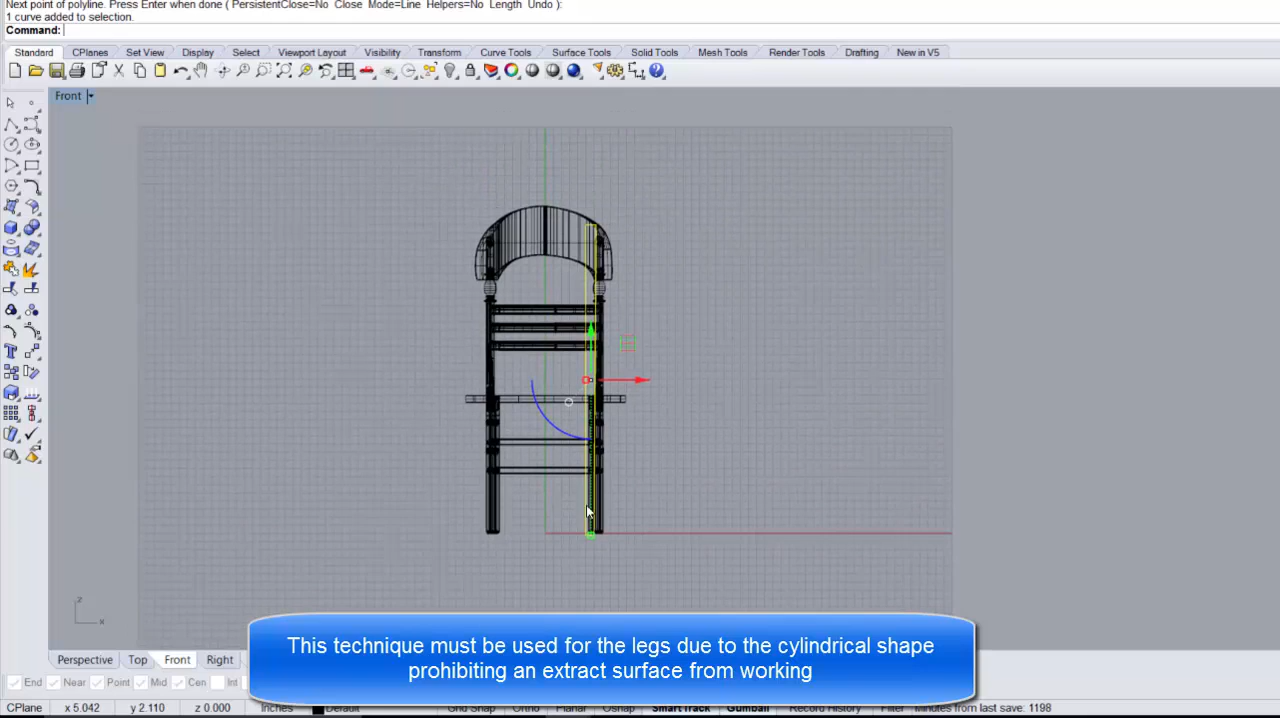 Next point of polyline. Press Enter when done ( PersistentClose=No Close Mode=Line Helpers=No Length Undo ):
1 curve added to selection.
Command:
Standard CPlanes Set View Display Select Viewport Layout Visibility Transform Curve Tools Surface Tools Solid Tools Mesh Tools Render Tools Drafting New in V5
Front
z
x
This technique must be used for the legs due to the cylindrical shape
prohibiting an extract surface from working
Perspective Top Front Right
End Near Point Mid Cen Int
CPlane x 5.042 y 2.110 z 0.000 Inches Default Grid Snap Ortho Planar Osnap SmartTrack Gumball Record History Filter Minutes from last save: 1198